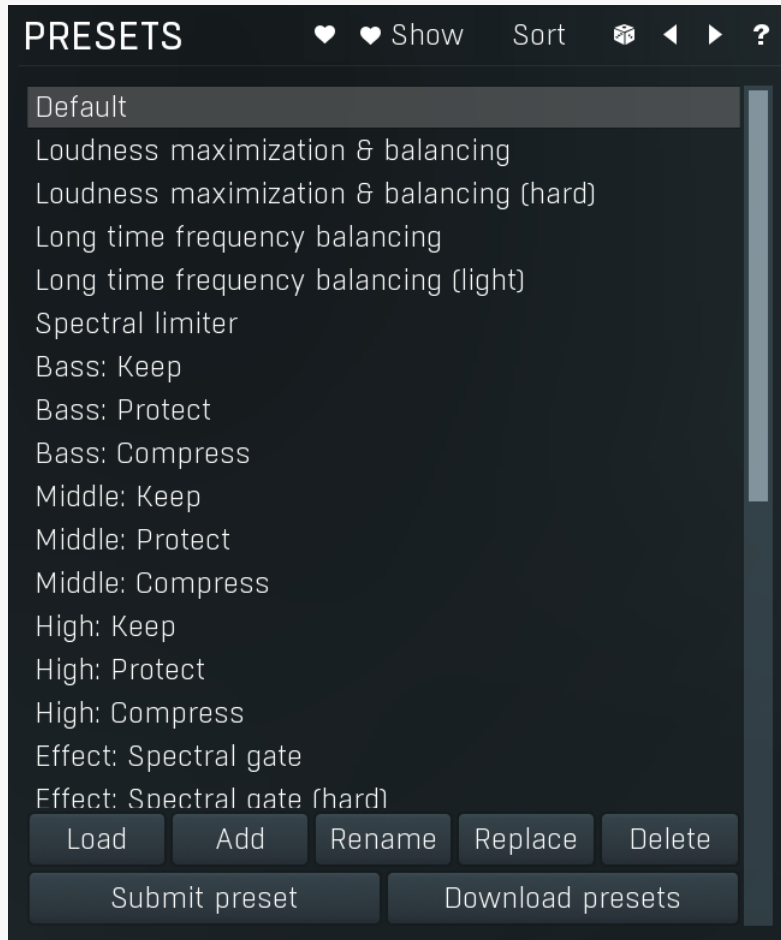 PRESETS Show Sort ?
Default
Loudness maximization & balancing
Loudness maximization & balancing (hard)
Long time frequency balancing
Long time frequency balancing (light)
Spectral limiter
Bass: Keep
Bass: Protect
Bass: Compress
Middle: Keep
Middle: Protect
Middle: Compress
High: Keep
High: Protect
High: Compress
Effect: Spectral gate
Effect: Spectral gate (hard)
Load Add Rename Replace Delete
Submit preset Download presets